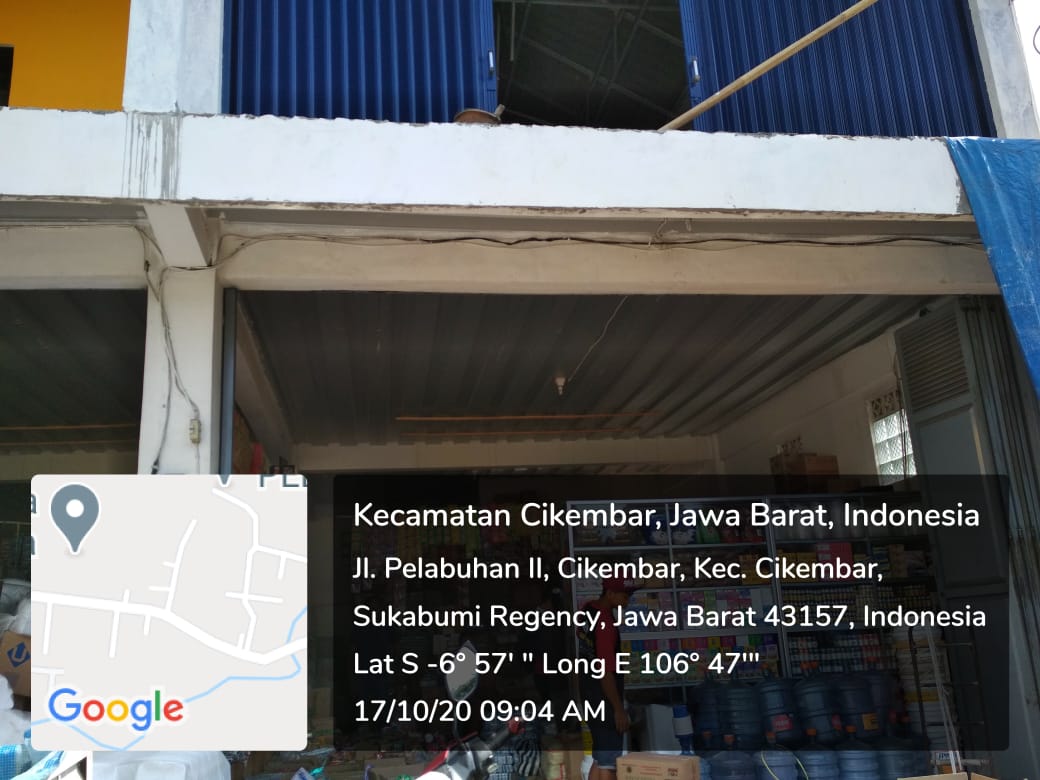 PEL
Kecamatan Cikembar, Jawa Barat, Indonesia
Jl. Pelabuhan II, Cikembar, Kec. Cikembar,
Sukabumi Regency, Jawa Barat 43157, Indonesia
Lat S -6° 57' " Long E 106° 47'"
17/10/20 09:04 AM
Google